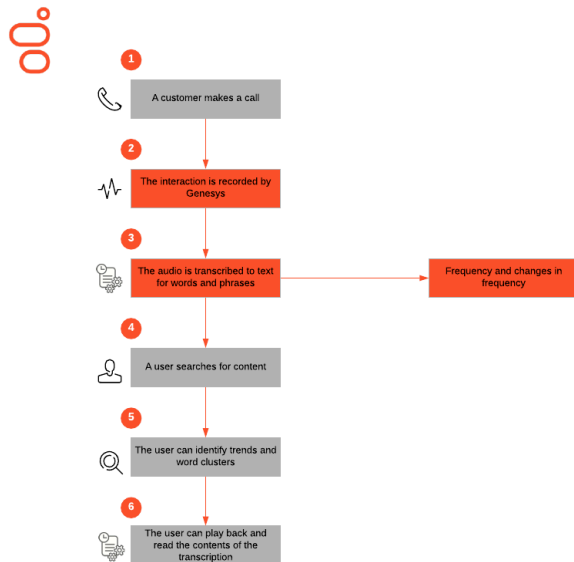 1
A customer makes a call
2
The interaction is recorded by
Genesys
3
The audio is transcribed to text
for words and phrases
Frequency and changes in
frequency
4
A user searches for content
5
The user can identify trends and
word clusters
6
The user can play back and
read the contents of the
transcription